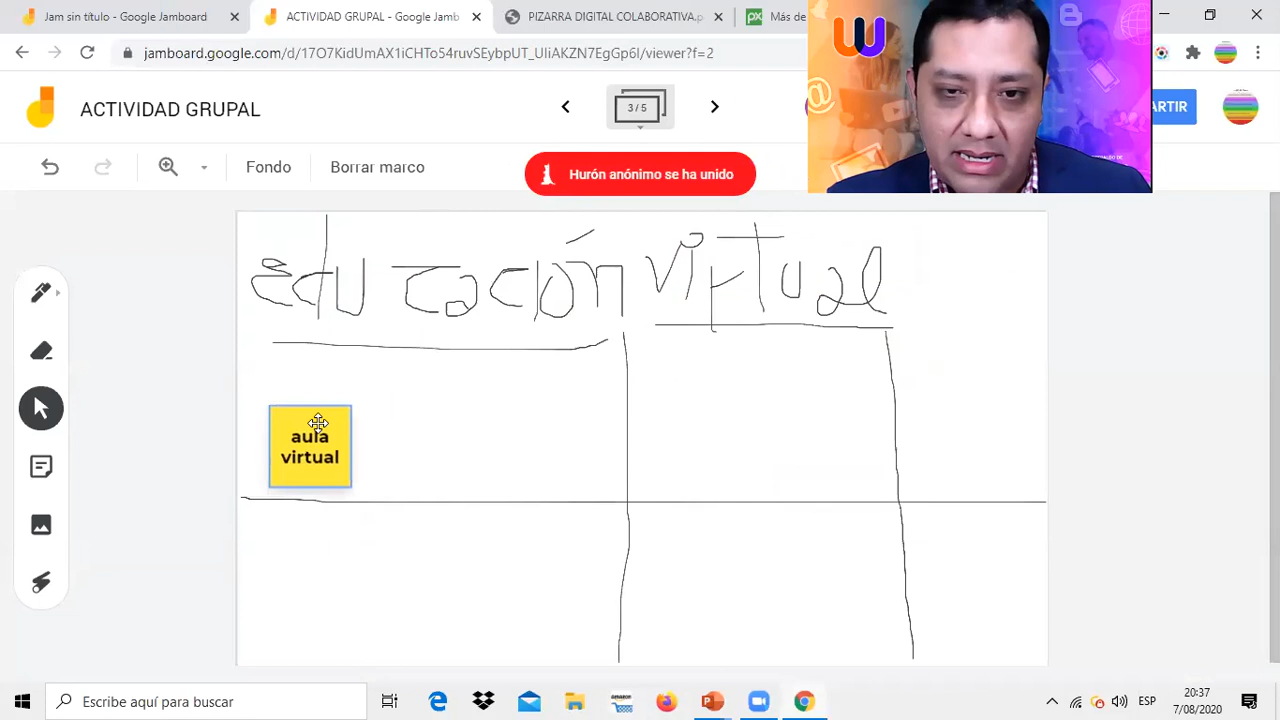 Jam sin título - Google Jamboard
ACTIVIDAD GRUPAL - Google Jamb
PIZARRA DIGITAL COLABORATIVA.p
Más de
jamboard.google.com/d/
/viewer?f=2
ACTIVIDAD GRUPAL
3 / 5
ARTIR
Fondo
Borrar marco
Hurón anónimo se ha unido
educación virtual
aula
virtual
Escribe aquí para buscar
ESP
20:37
7/08/2020